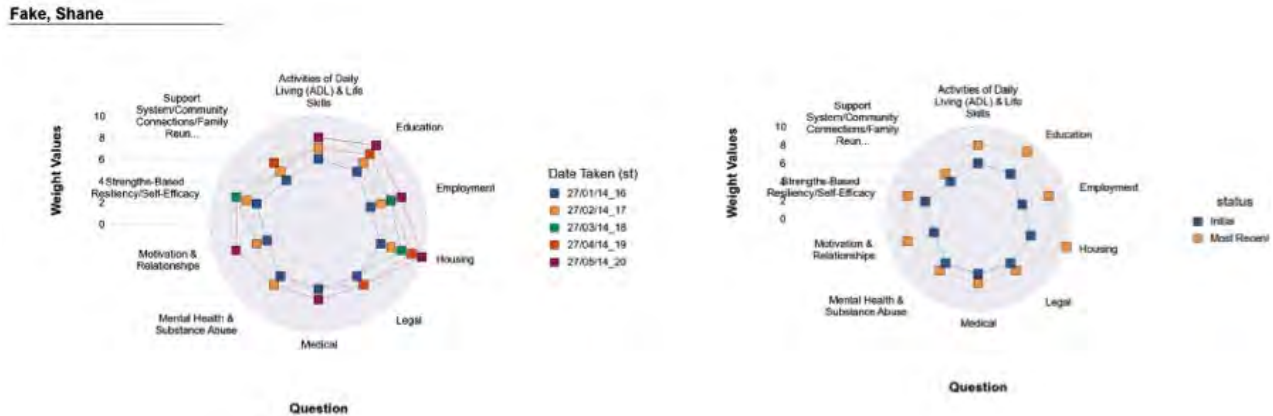 Fake, Shane
Activities of Daily
Living (ADL) & Life
Skills
Support
System/Community
Connections/Family
Reun...
Education
Employment
Strengths-Based
Resiliency/Self-Efficacy
Motivation &
Relationships
Housing
Mental Health &
Substance Abuse
Legal
Medical
Weight Values
10
8
6
4
2
0
Question
Date Taken (st)
27/01/14_16
27/02/14_17
27/03/14_18
27/04/14_19
27/05/14_20
Activities of Daily
Living (ADL) & Life
Skills
Support
System/Community
Connections/Family
Reun...
Education
Employment
Strengths-Based
Resiliency/Self-Efficacy
Motivation &
Relationships
Housing
Mental Health &
Substance Abuse
Legal
Medical
Weight Values
10
8
6
4
2
0
Question
status
Initial
Most Recent